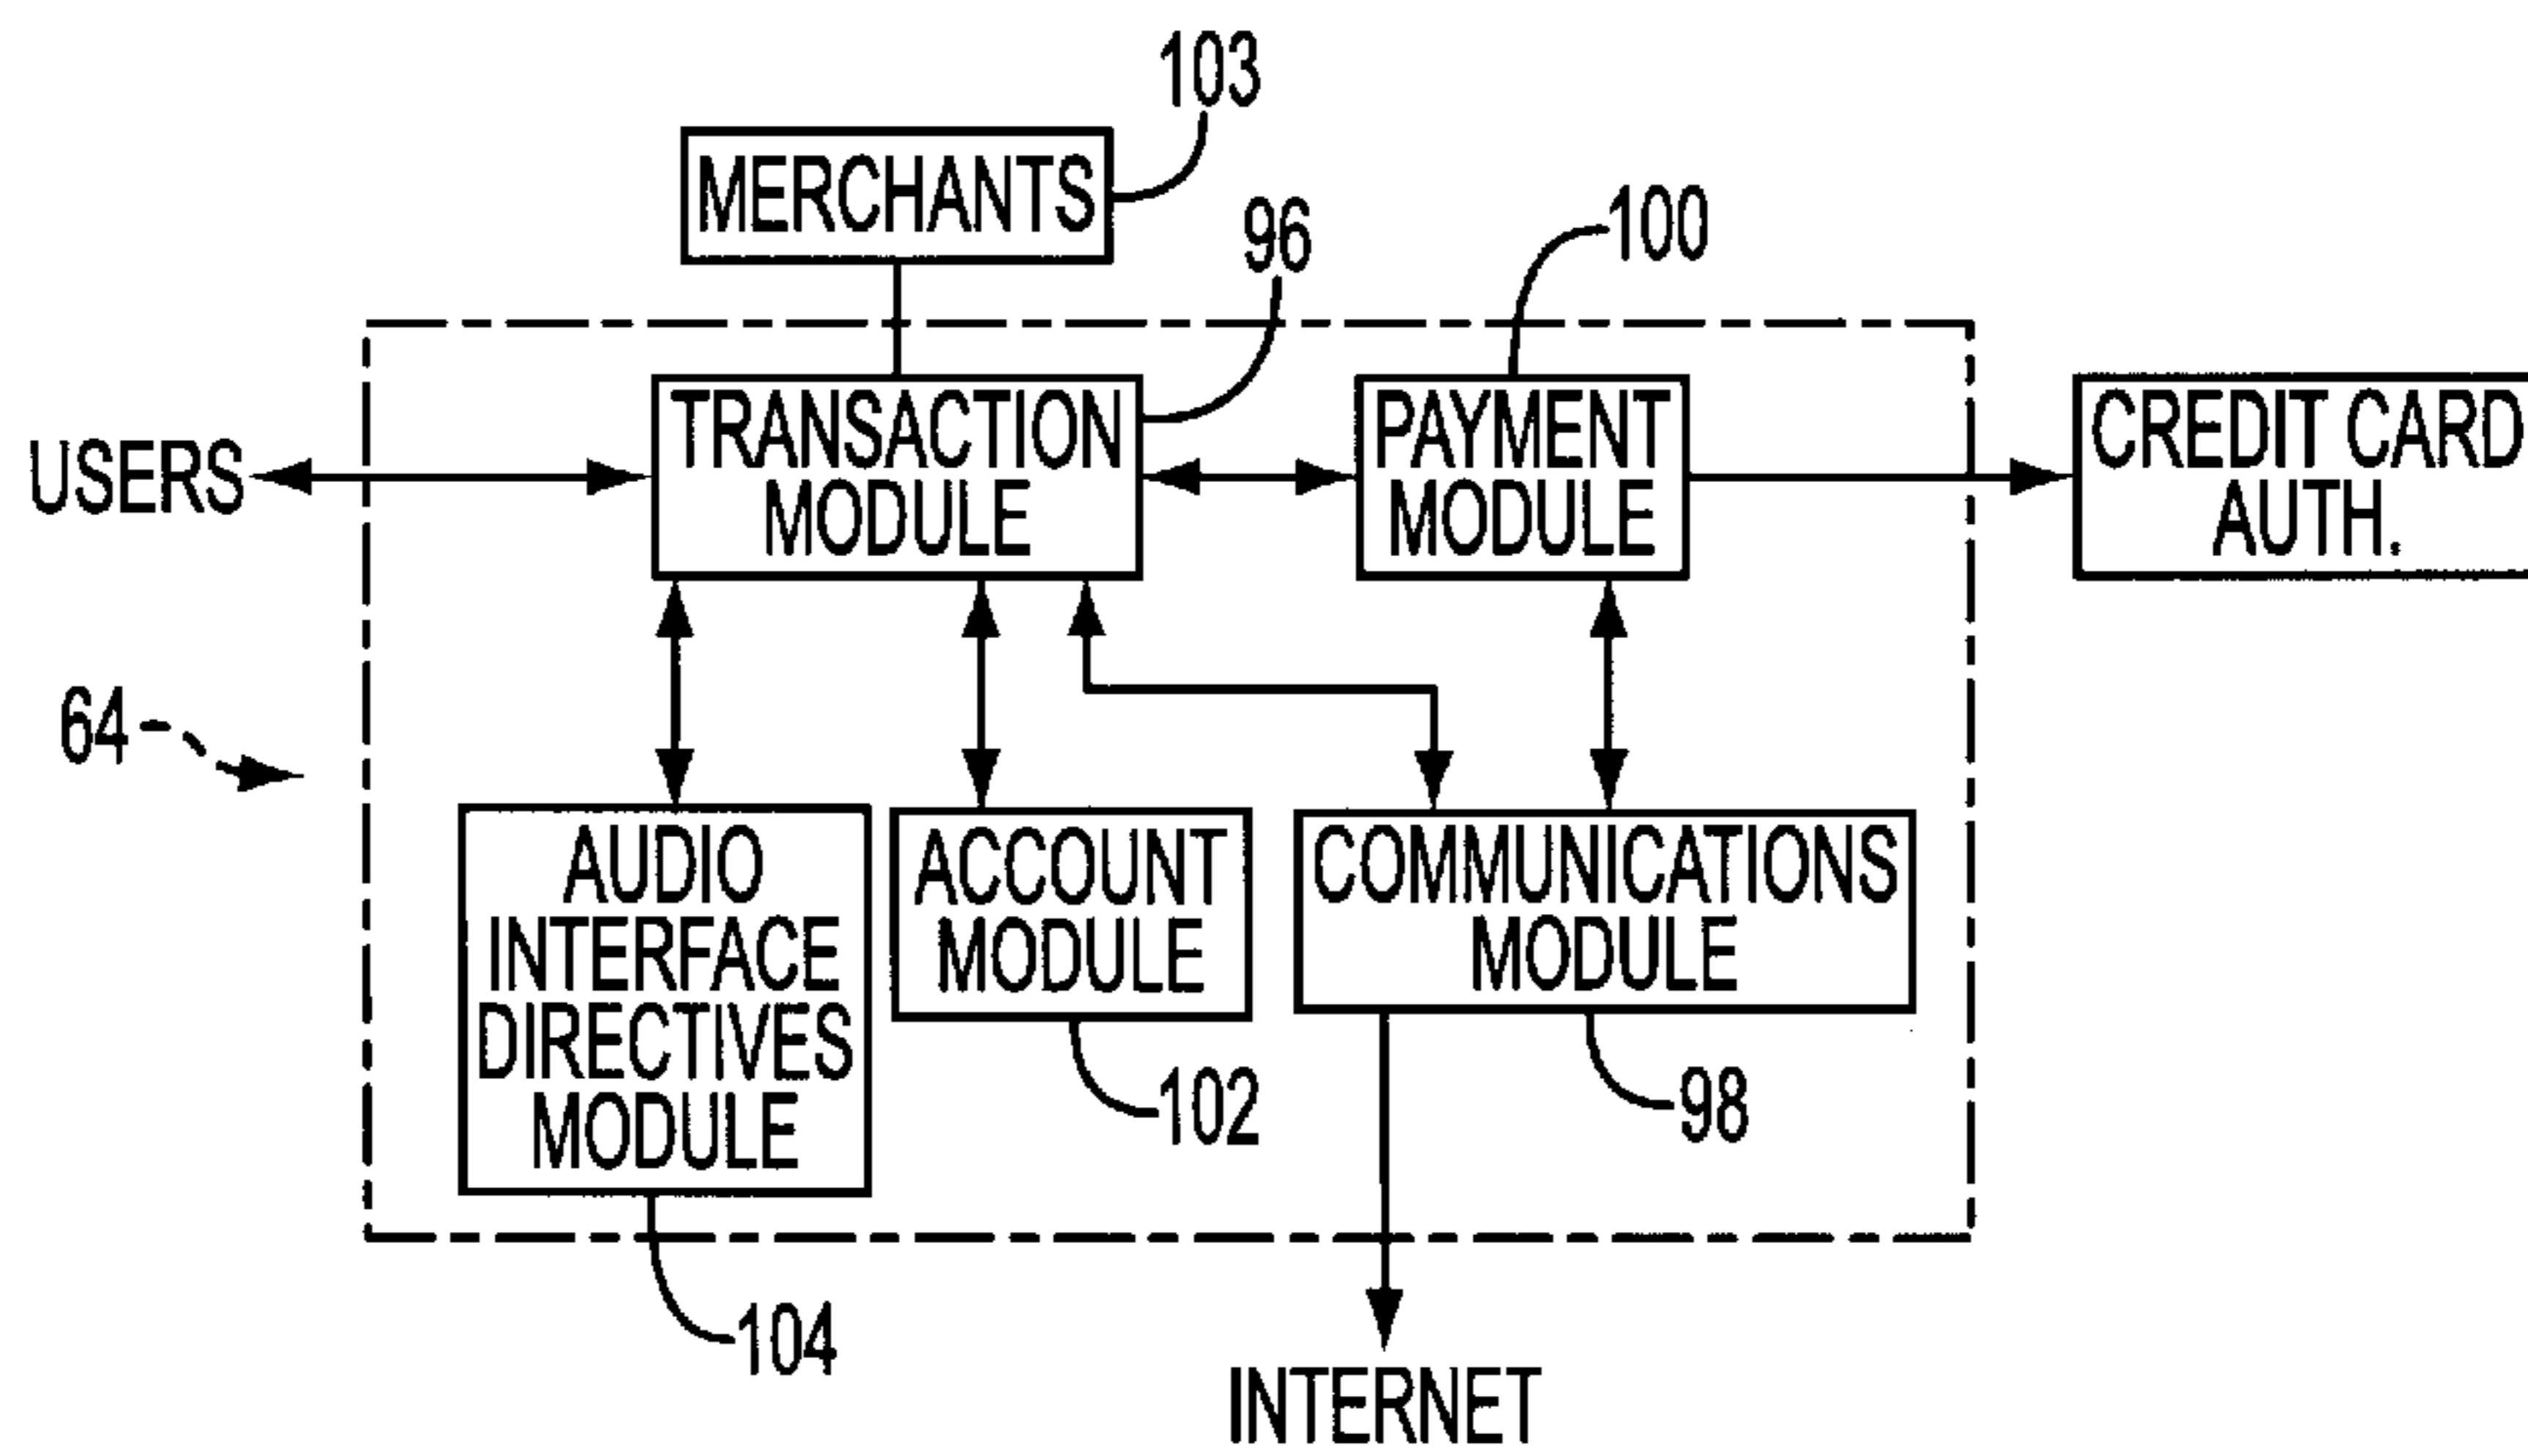 103
MERCHANTS
96
100
TRANSACTION
MODULE
PAYMENT
MODULE
CREDIT CARD
AUTH.
USERS
64
AUDIO
INTERFACE
DIRECTIVES
MODULE
ACCOUNT
MODULE
COMMUNICATIONS
MODULE
102
98
104
INTERNET